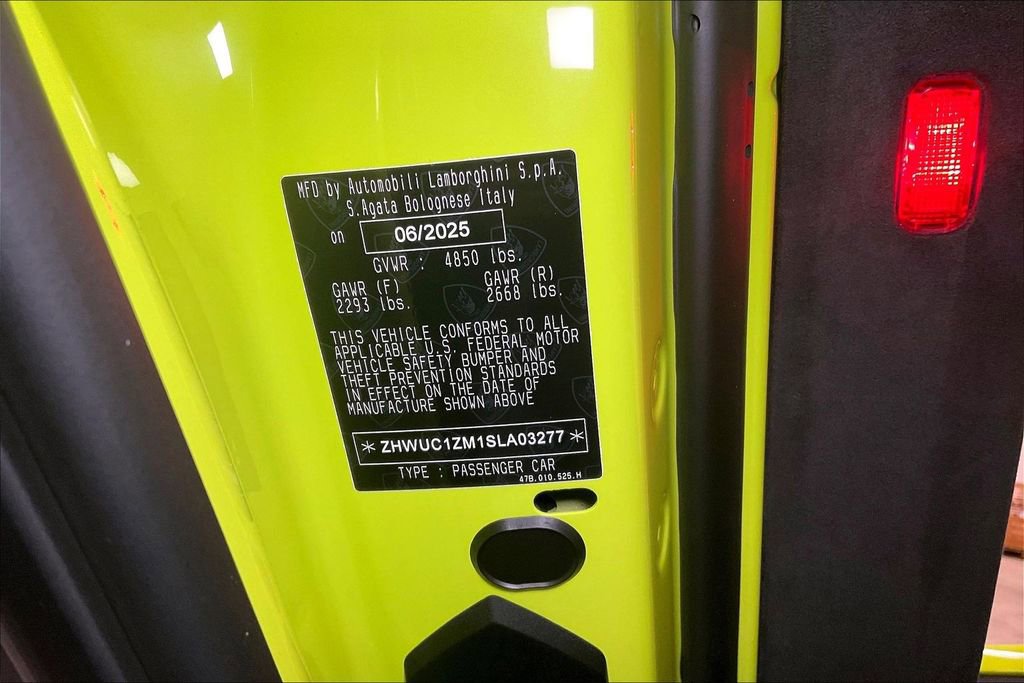 MFD by Automobili Lamborghini S.p.A.
S.Agata Bolognese Italy
on 06/2025
GVWR : 4850 lbs.
GAWR (F) GAWR (R)
2293 lbs. 2668 lbs.
THIS VEHICLE CONFORMS TO ALL
APPLICABLE U.S. FEDERAL MOTOR
VEHICLE SAFETY BUMPER AND
THEFT PREVENTION STANDARDS
IN EFFECT ON THE DATE OF
MANUFACTURE SHOWN ABOVE
* ZHWUC1ZM1SLA03277 *
TYPE : PASSENGER CAR
47B.010.525.H